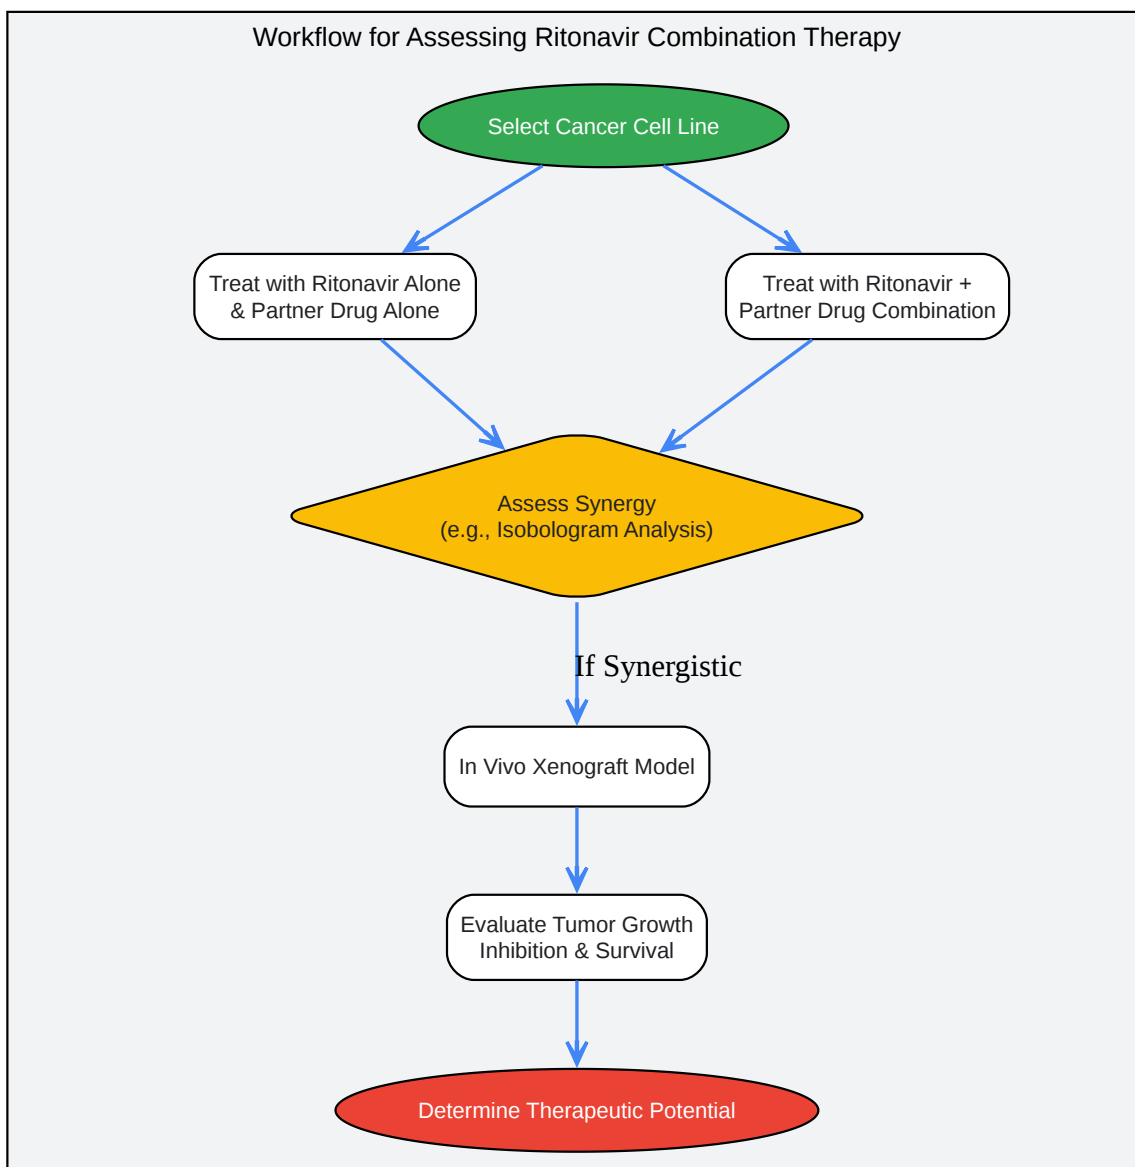 Workflow for Assessing Ritonavir Combination Therapy
Select Cancer Cell Line
Treat with Ritonavir Alone
& Partner Drug Alone
Treat with Ritonavir +
Partner Drug Combination
Assess Synergy
(e.g., Isobologram Analysis)
If Synergistic
In Vivo Xenograft Model
Evaluate Tumor Growth
Inhibition & Survival
Determine Therapeutic Potential